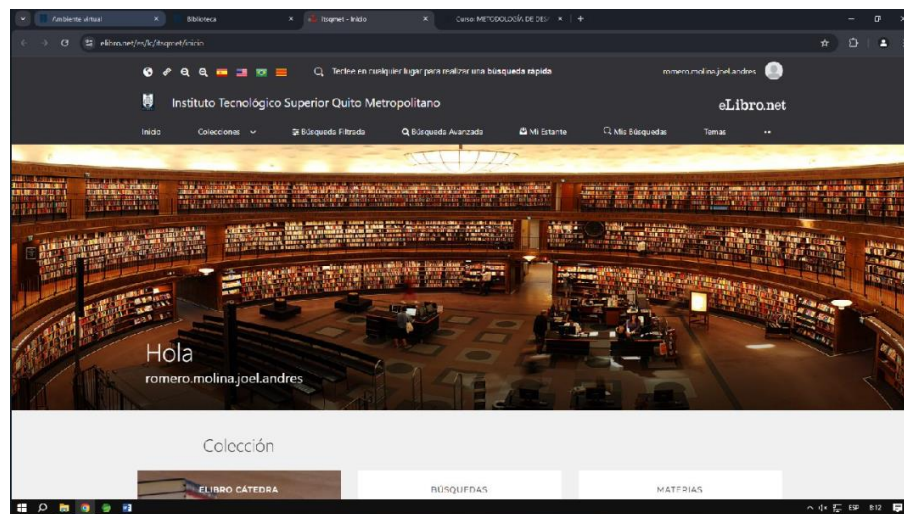 Ambiente virtual
Biblioteca
itsqmet - Inicio
Curso: METODOLOGÍA DE DES
elibro.net/es/lc/itsqmet/inicio
Teclee en cualquier lugar para realizar una búsqueda rápida
romero.molina.joel.andres
Instituto Tecnológico Superior Quito Metropolitano
eLibro.net
Inicio
Colecciones
Búsqueda Filtrada
Búsqueda Avanzada
Mi Estante
Mis Búsquedas
Temas
Hola
romero.molina.joel.andres
Colección
ELIBRO CÁTEDRA
BÚSQUEDAS
MATERIAS
ESP
8:12